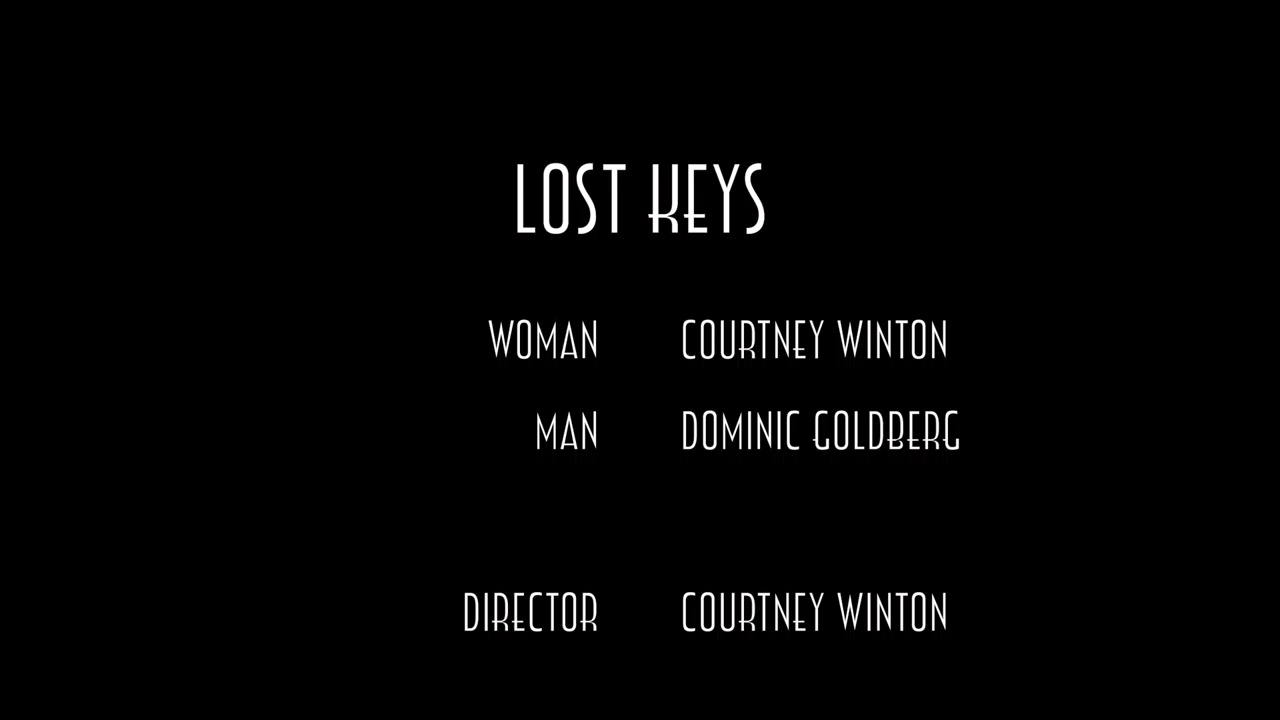 LOST KEYS
WOMAN COURTNEY WINTON
MAN DOMINIC GOLDBERG
DIRECTOR COURTNEY WINTON